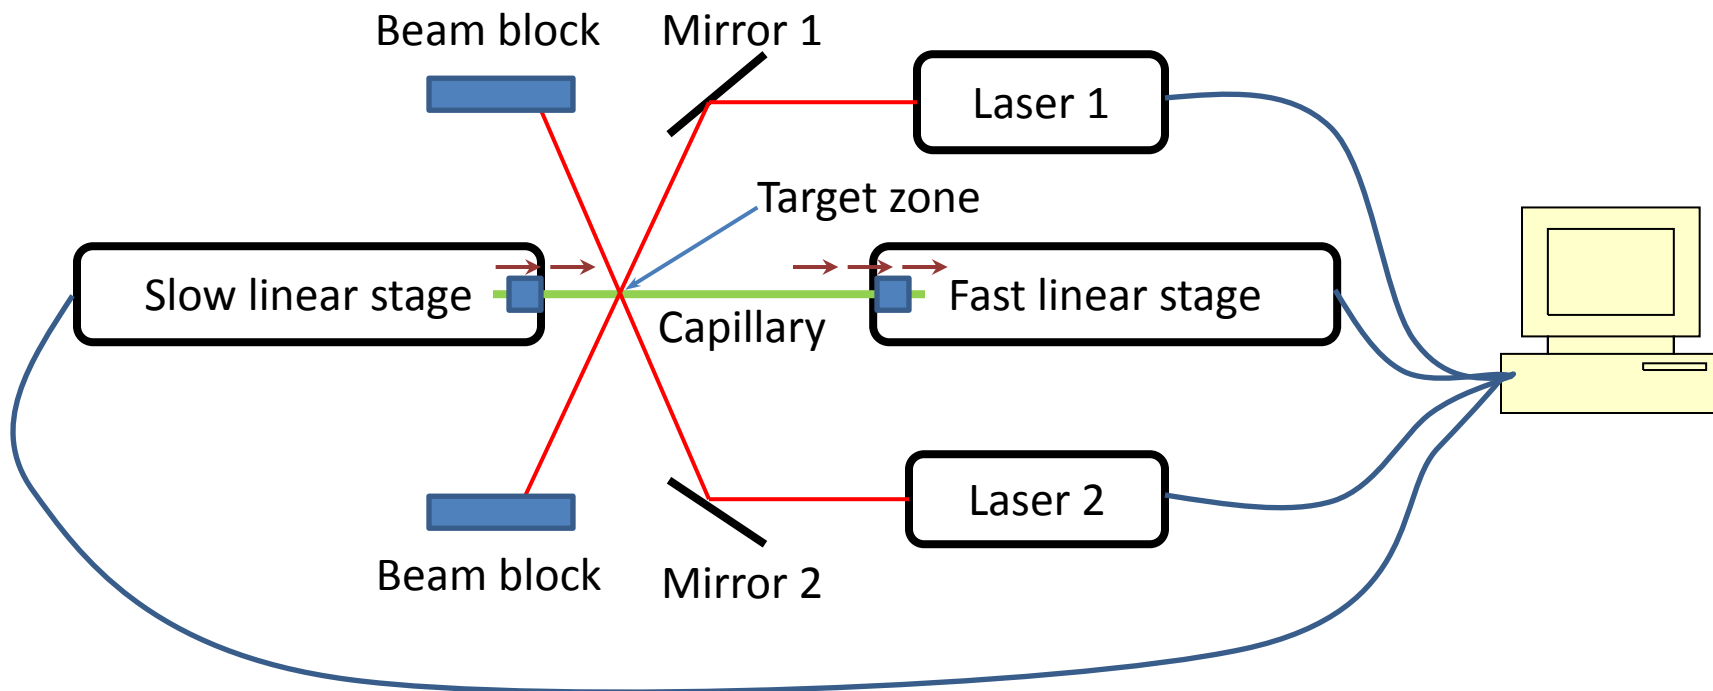 Beam block
Mirror 1
Laser 1
Target zone
Slow linear stage
Fast linear stage
Capillary
Laser 2
Beam block
Mirror 2